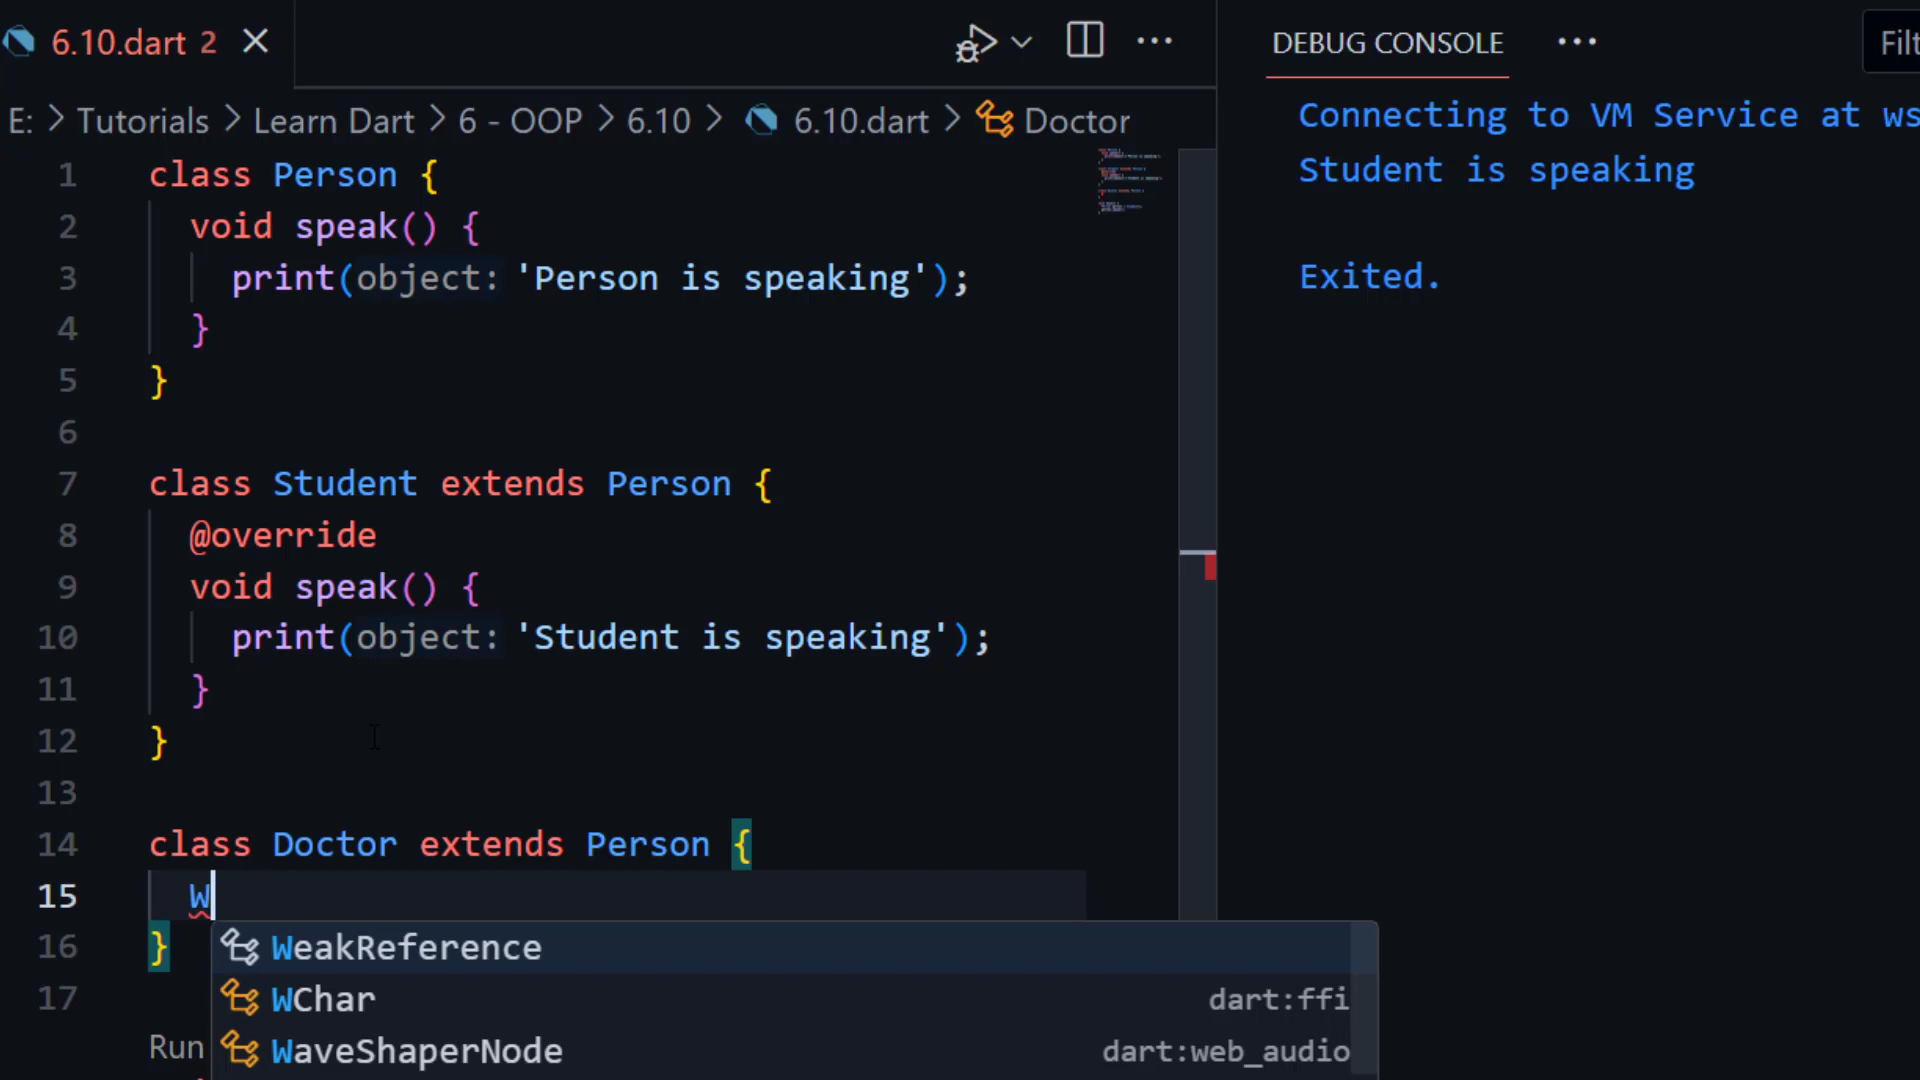 6.10.dart 2
E: > Tutorials > Learn Dart > 6 - OOP > 6.10 > 6.10.dart > Doctor
1 class Person {
2 void speak() {
3 print(object: 'Person is speaking');
4 }
5 }
6
7 class Student extends Person {
8 @override
9 void speak() {
10 print(object: 'Student is speaking');
11 }
12 }
13
14 class Doctor extends Person {
15 W
16 }
17
WeakReference
WChar dart:ffi
WaveShaperNode dart:web_audio
Run
DEBUG CONSOLE
Filt
Connecting to VM Service at ws
Student is speaking
Exited.